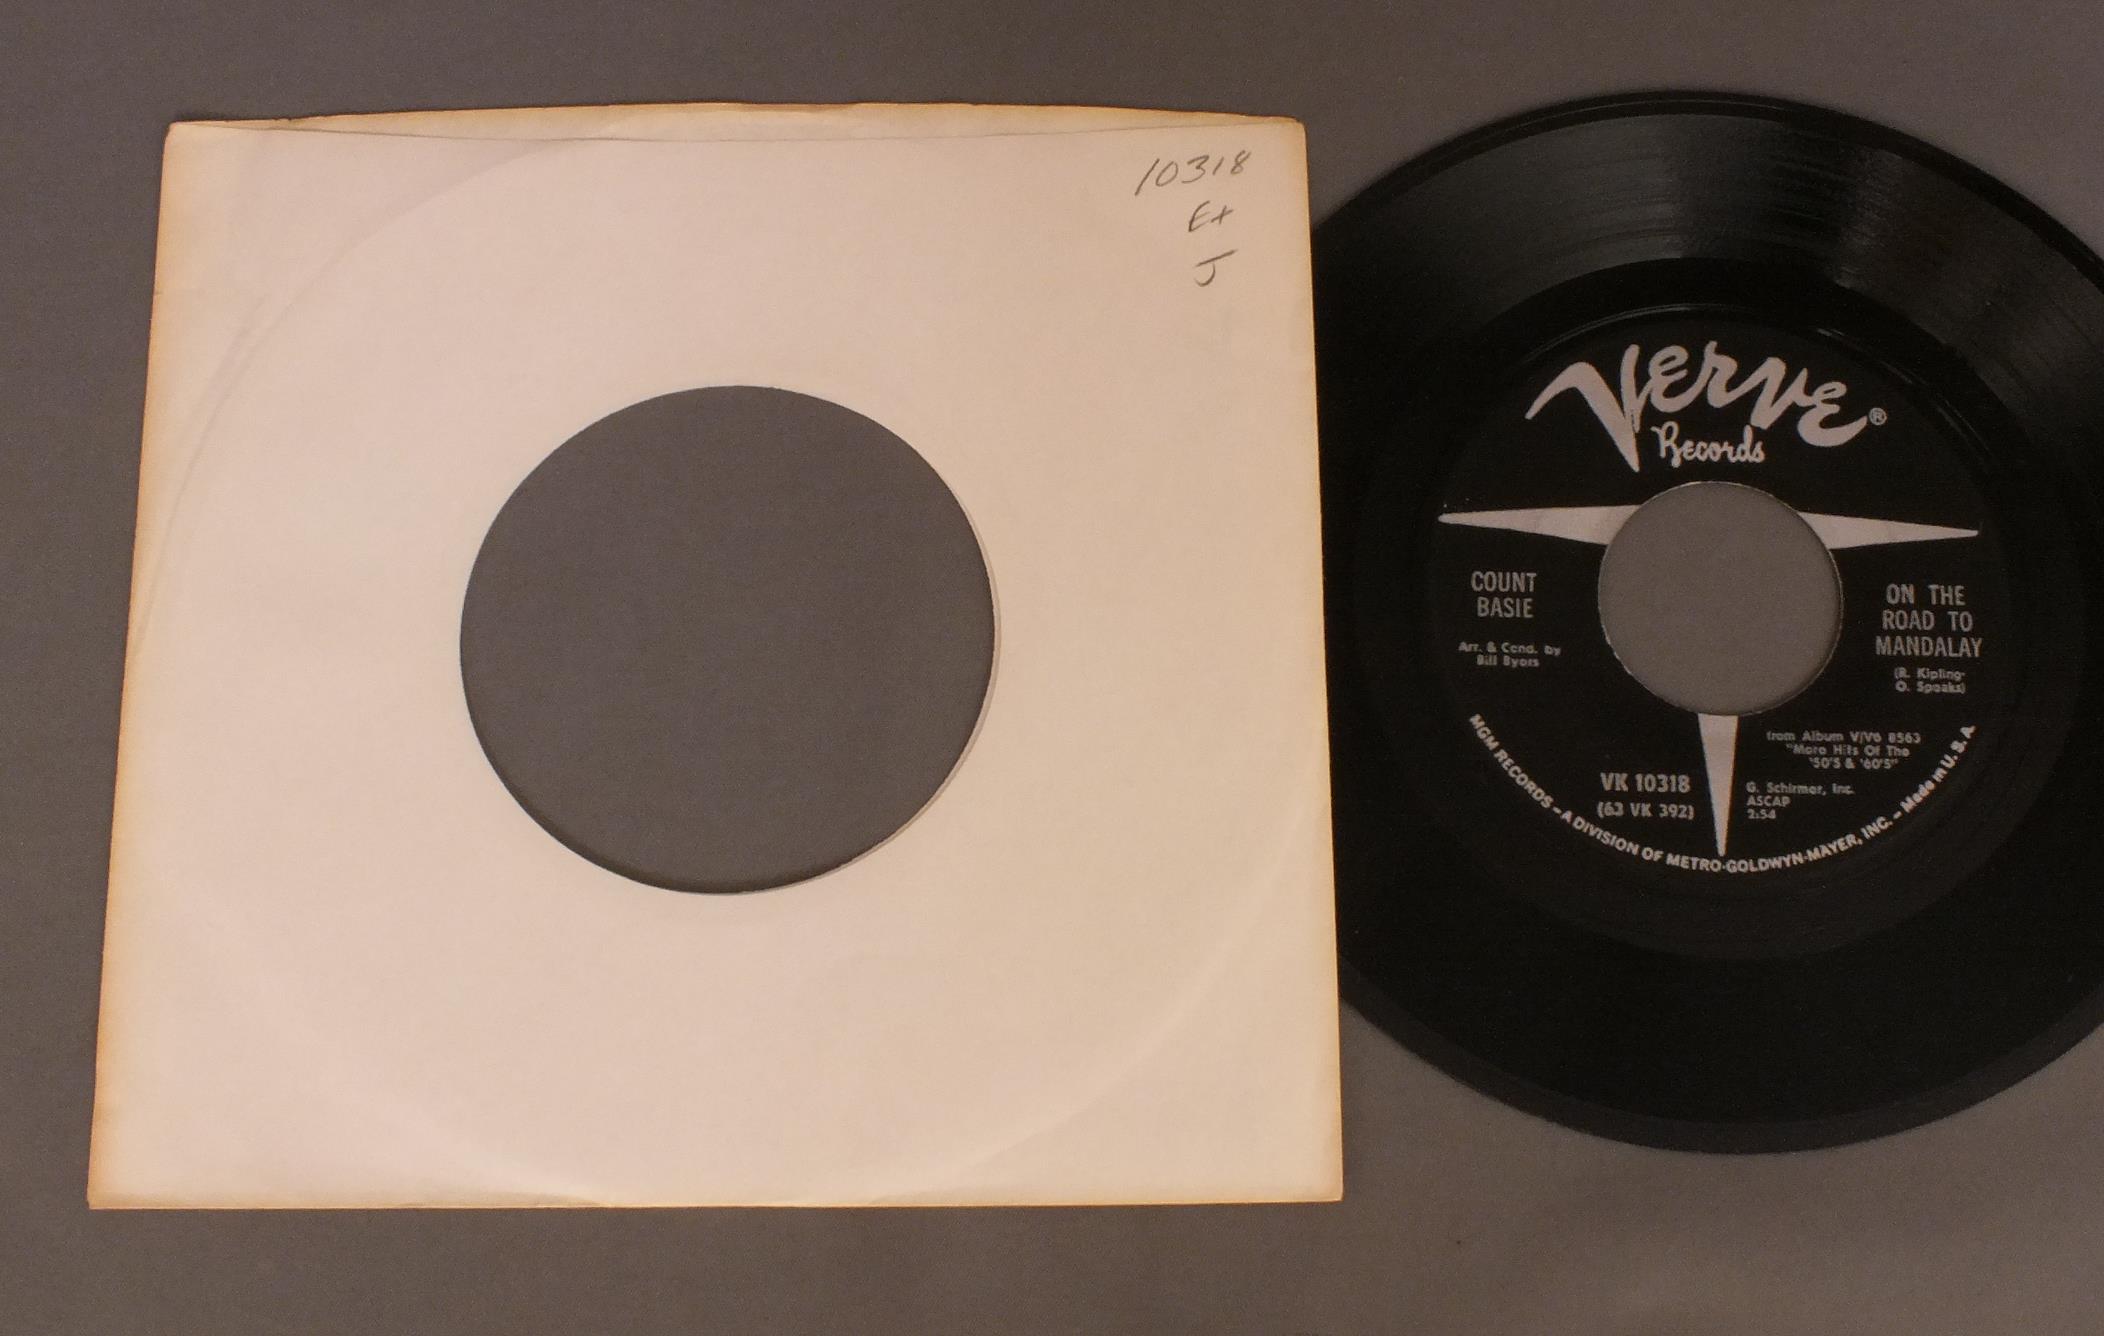 10318
E+
J
Verve®
Records
COUNT
BASIE
Arr. & Cond. by
Bill Byers
ON THE
ROAD TO
MANDALAY
(R. Kipling-
O. Speaks)
from Album V/V6 8563
"More Hits Of The
'50'S & '60'S"
VK 10318
(63 VK 392)
G. Schirmer, Inc.
ASCAP
2:54
MGM RECORDS – A DIVISION OF METRO-GOLDWYN-MAYER, INC. – Made in U.S.A.